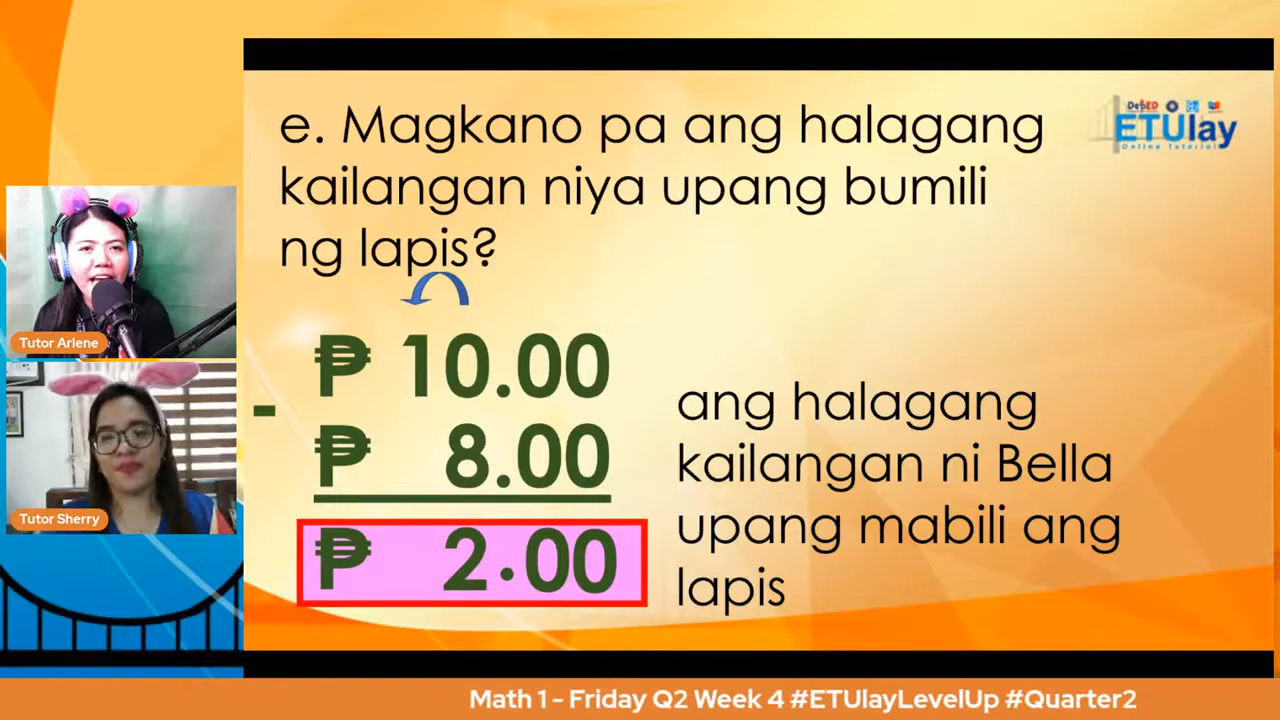 e. Magkano pa ang halagang
kailangan niya upang bumili
ng lapis?
DepED
ETUlay
Online Tutorial
Tutor Arlene
Tutor Sherry
₱ 10.00
- ₱ 8.00
₱ 2.00
ang halagang
kailangan ni Bella
upang mabili ang
lapis
Math 1 - Friday Q2 Week 4 #ETUlayLevelUp #Quarter2